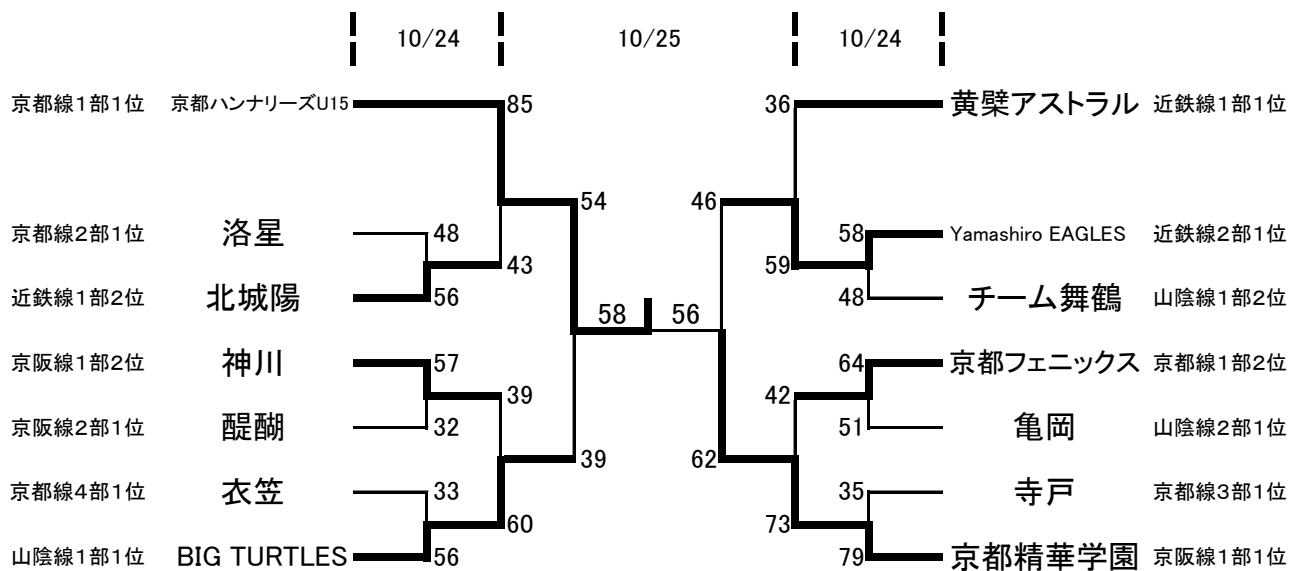 10/24 10/25 10/24
京都線1部1位 京都ハンナリーズU15 85 36 黄檗アストラル 近鉄線1部1位
54 46
京都線2部1位 洛星 48 58 Yamashiro EAGLES 近鉄線2部1位
43 59
近鉄線1部2位 北城陽 56 48 チーム舞鶴 山陰線1部2位
58 56
京阪線1部2位 神川 57 64 京都フェニックス 京都線1部2位
39 42
京阪線2部1位 醍醐 32 51 亀岡 山陰線2部1位
39 62
京都線4部1位 衣笠 33 35 寺戸 京都線3部1位
60 73
山陰線1部1位 BIG TURTLES 56 79 京都精華学園 京阪線1部1位